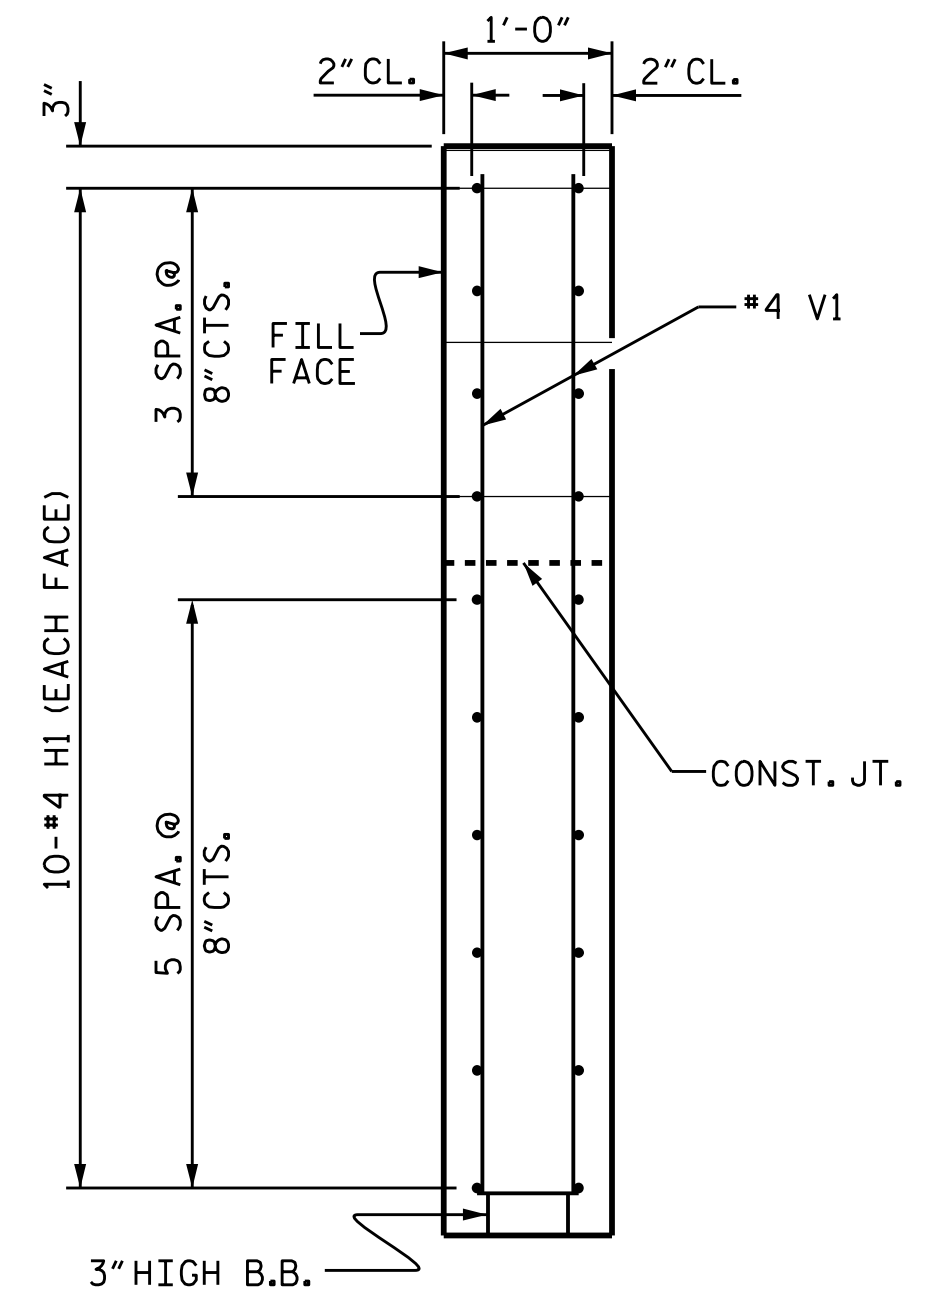 1'-0"
2" CL.
2" CL.
3"
3 SPA. @
8" CTS.
FILL
FACE
#4 V1
10-#4 H1 (EACH FACE)
CONST. JT.
5 SPA. @
8" CTS.
3" HIGH B.B.